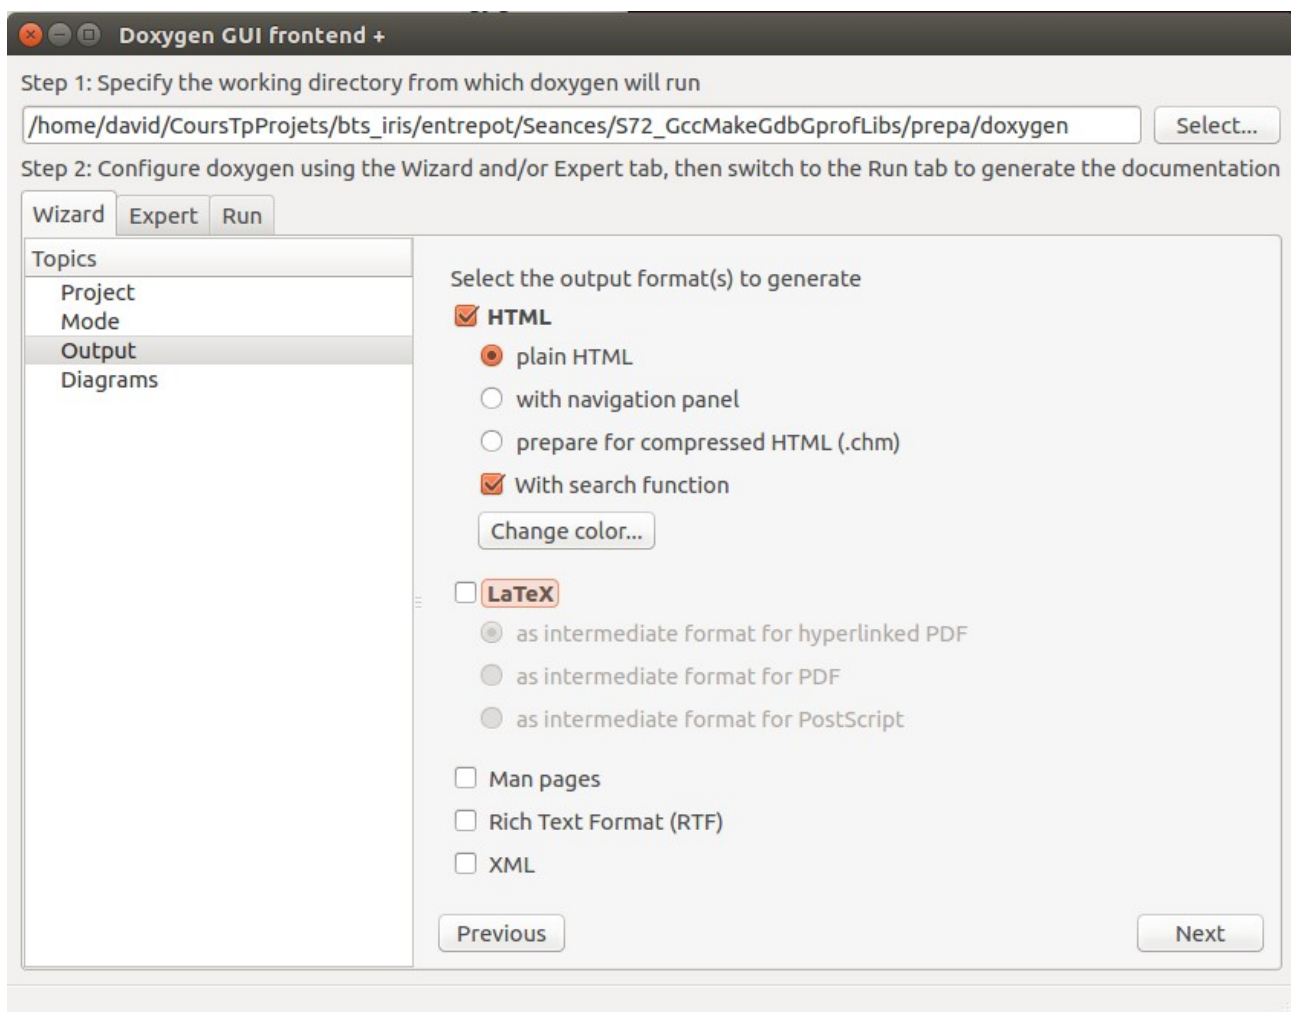 Doxygen GUI frontend +
Step 1: Specify the working directory from which doxygen will run
/home/david/CoursTpProjets/bts_iris/entrepot/Seances/S72_GccMakeGdbGprofLibs/prepa/doxygen Select...
Step 2: Configure doxygen using the Wizard and/or Expert tab, then switch to the Run tab to generate the documentation
Wizard Expert Run
Topics
Project
Mode
Output
Diagrams
Select the output format(s) to generate
HTML
plain HTML
with navigation panel
prepare for compressed HTML (.chm)
With search function
Change color...
LaTeX
as intermediate format for hyperlinked PDF
as intermediate format for PDF
as intermediate format for PostScript
Man pages
Rich Text Format (RTF)
XML
Previous Next